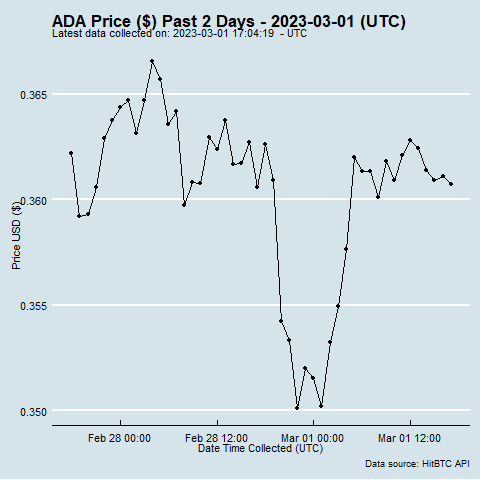 ADA Price ($) Past 2 Days - 2023-03-01 (UTC)
Latest data collected on: 2023-03-01 17:04:19 - UTC
Price USD ($)
0.365
0.360
0.355
0.350
Feb 28 00:00 Feb 28 12:00 Mar 01 00:00 Mar 01 12:00
Date Time Collected (UTC)
Data source: HitBTC API